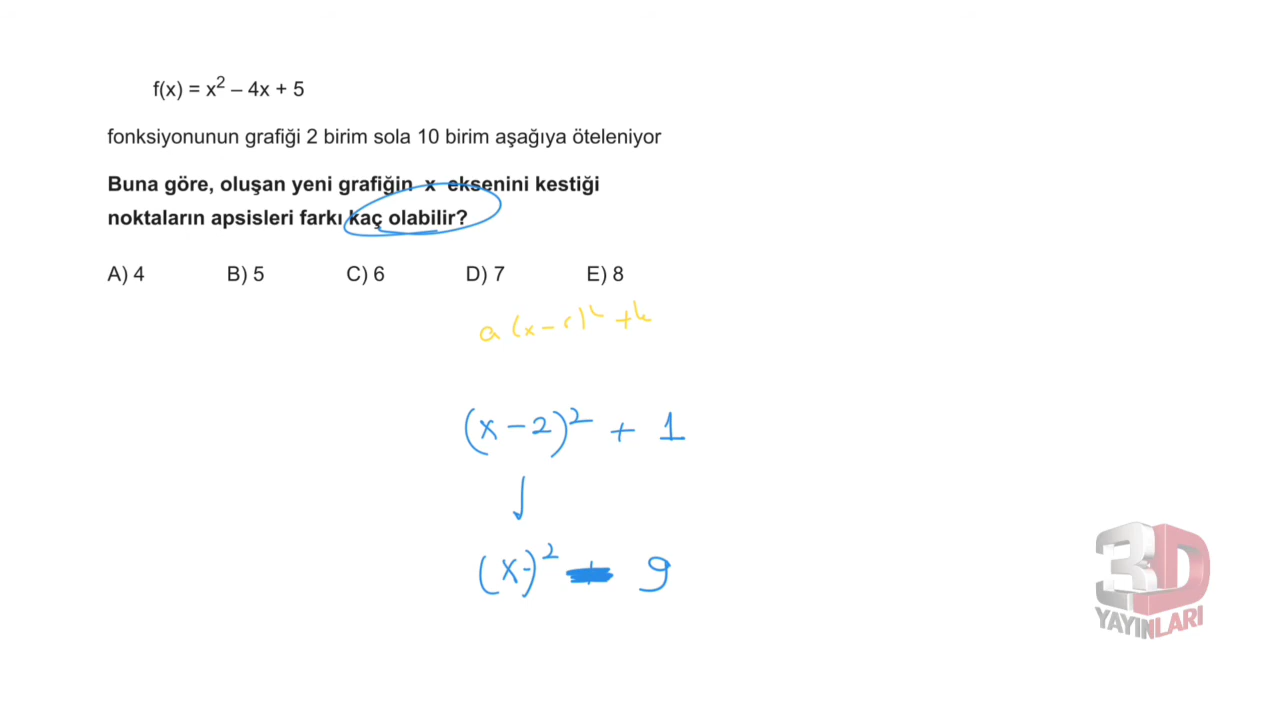 f(x) = x² – 4x + 5
fonksiyonunun grafiği 2 birim sola 10 birim aşağıya öteleniyor
Buna göre, oluşan yeni grafiğin x eksenini kestiği
noktaların apsisleri farkı kaç olabilir?
A) 4 B) 5 C) 6 D) 7 E) 8
a (x - r)² + k
(x - 2)² + 1
(x-)² - 9
3D
YAYINLARI